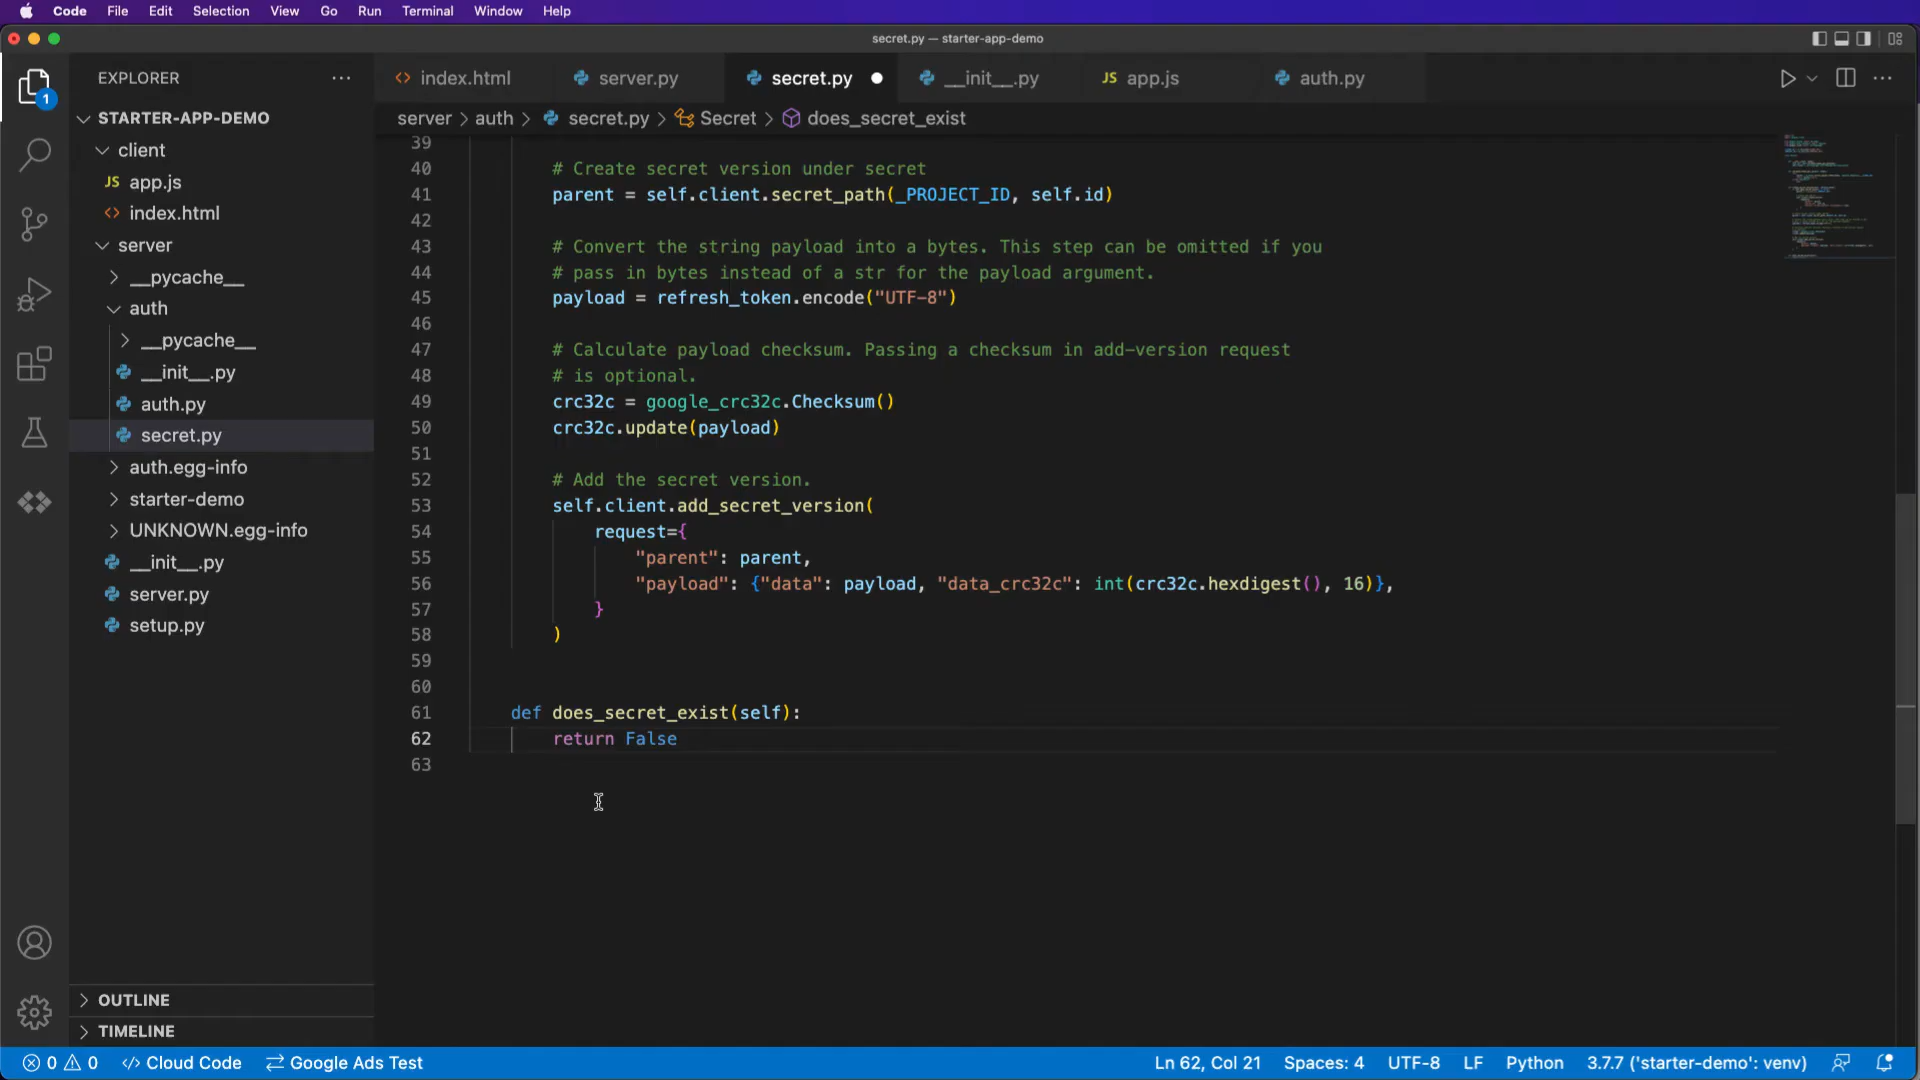 Code File Edit Selection View Go Run Terminal Window Help
secret.py — starter-app-demo
EXPLORER
index.html server.py secret.py __init__.py JS app.js auth.py
1
STARTER-APP-DEMO
server > auth > secret.py > Secret > does_secret_exist
client
JS app.js
index.html
server
__pycache__
auth
__pycache__
__init__.py
auth.py
secret.py
auth.egg-info
starter-demo
UNKNOWN.egg-info
__init__.py
server.py
setup.py
OUTLINE
TIMELINE
39
40 # Create secret version under secret
41 parent = self.client.secret_path(_PROJECT_ID, self.id)
42
43 # Convert the string payload into a bytes. This step can be omitted if you
44 # pass in bytes instead of a str for the payload argument.
45 payload = refresh_token.encode("UTF-8")
46
47 # Calculate payload checksum. Passing a checksum in add-version request
48 # is optional.
49 crc32c = google_crc32c.Checksum()
50 crc32c.update(payload)
51
52 # Add the secret version.
53 self.client.add_secret_version(
54 request={
55 "parent": parent,
56 "payload": {"data": payload, "data_crc32c": int(crc32c.hexdigest(), 16)},
57 }
58 )
59
60
61 def does_secret_exist(self):
62 return False
63
0 0 Cloud Code Google Ads Test Ln 62, Col 21 Spaces: 4 UTF-8 LF Python 3.7.7 ('starter-demo': venv)